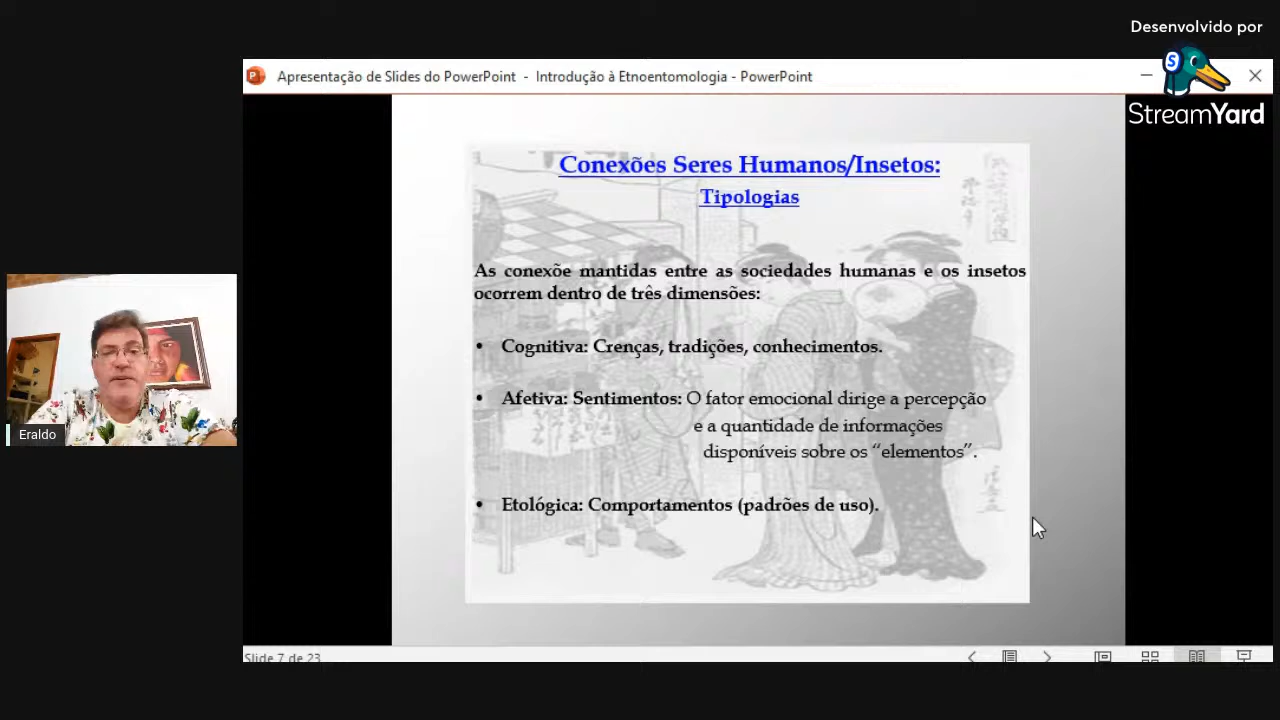 Desenvolvido por
StreamYard
Apresentação de Slides do PowerPoint - Introdução à Etnoentomologia - PowerPoint
Conexões Seres Humanos/Insetos:
Tipologias
As conexõe mantidas entre as sociedades humanas e os insetos
ocorrem dentro de três dimensões:
• Cognitiva: Crenças, tradições, conhecimentos.
• Afetiva: Sentimentos: O fator emocional dirige a percepção
e a quantidade de informações
disponíveis sobre os “elementos”.
• Etológica: Comportamentos (padrões de uso).
Eraldo
Slide 7 de 23